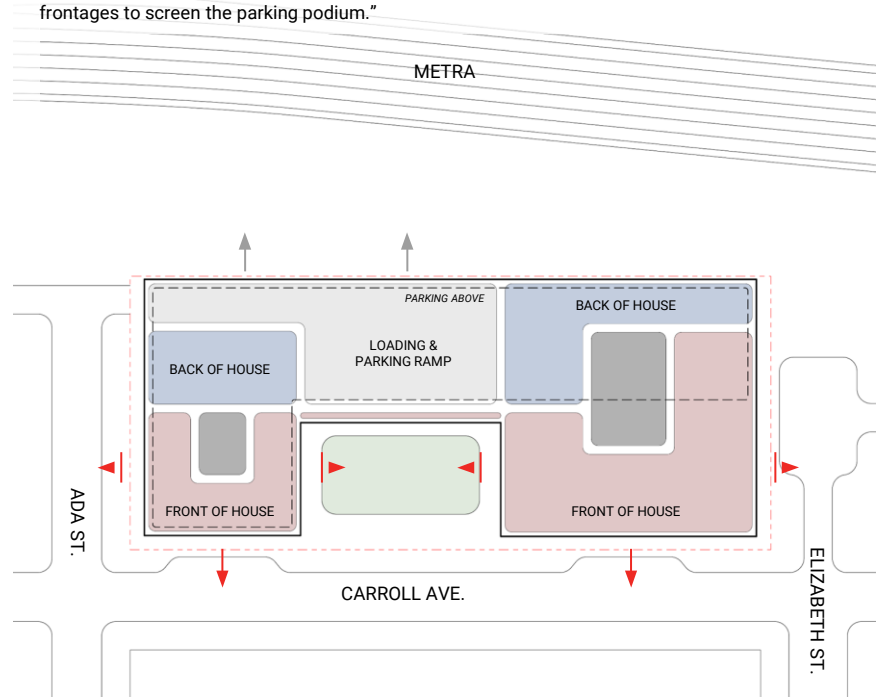 frontages to screen the parking podium.”
METRA
PARKING ABOVE
BACK OF HOUSE
LOADING &
PARKING RAMP
BACK OF HOUSE
FRONT OF HOUSE
FRONT OF HOUSE
ADA ST.
CARROLL AVE.
ELIZABETH ST.